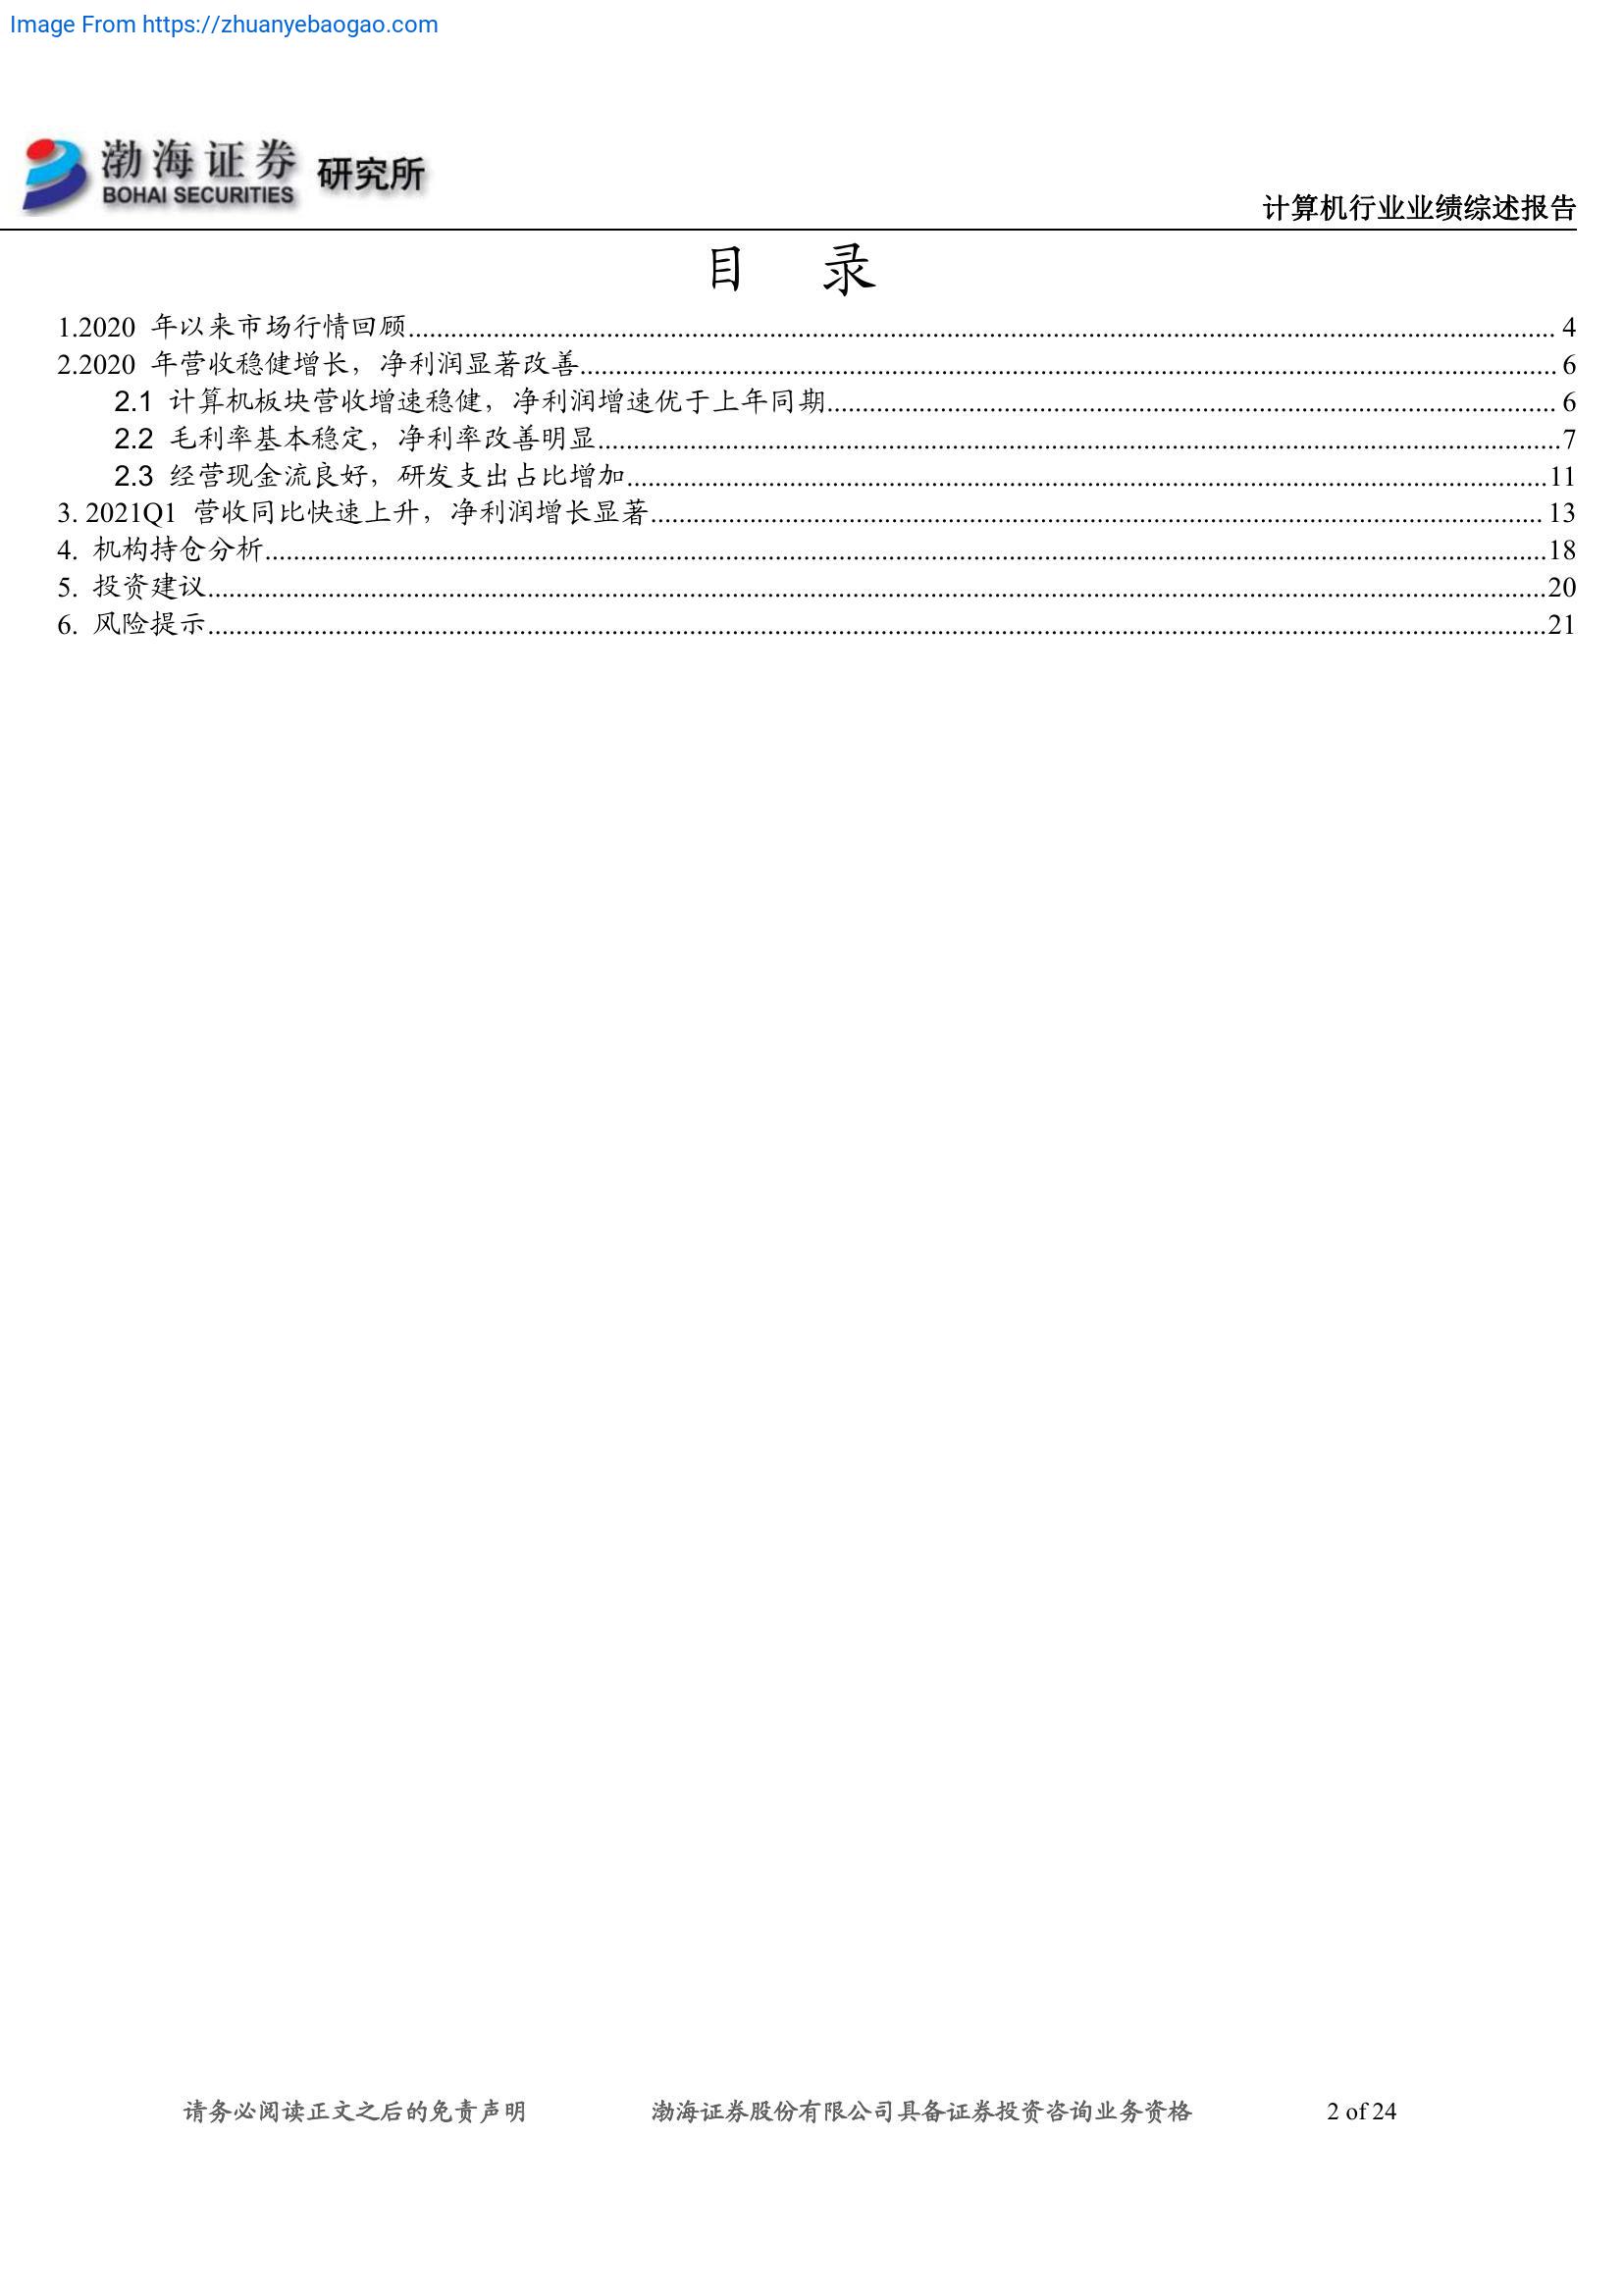 Image From https://zhuanyebaogao.com
渤海证券 研究所
BOHAI SECURITIES
计算机行业业绩综述报告
目 录
1.2020 年以来市场行情回顾........ 4
2.2020 年营收稳健增长，净利润显著改善........ 6
2.1 计算机板块营收增速稳健，净利润增速优于上年同期........ 6
2.2 毛利率基本稳定，净利率改善明显........7
2.3 经营现金流良好，研发支出占比增加........11
3. 2021Q1 营收同比快速上升，净利润增长显著........ 13
4. 机构持仓分析........18
5. 投资建议........20
6. 风险提示........21
请务必阅读正文之后的免责声明 渤海证券股份有限公司具备证券投资咨询业务资格 2 of 24